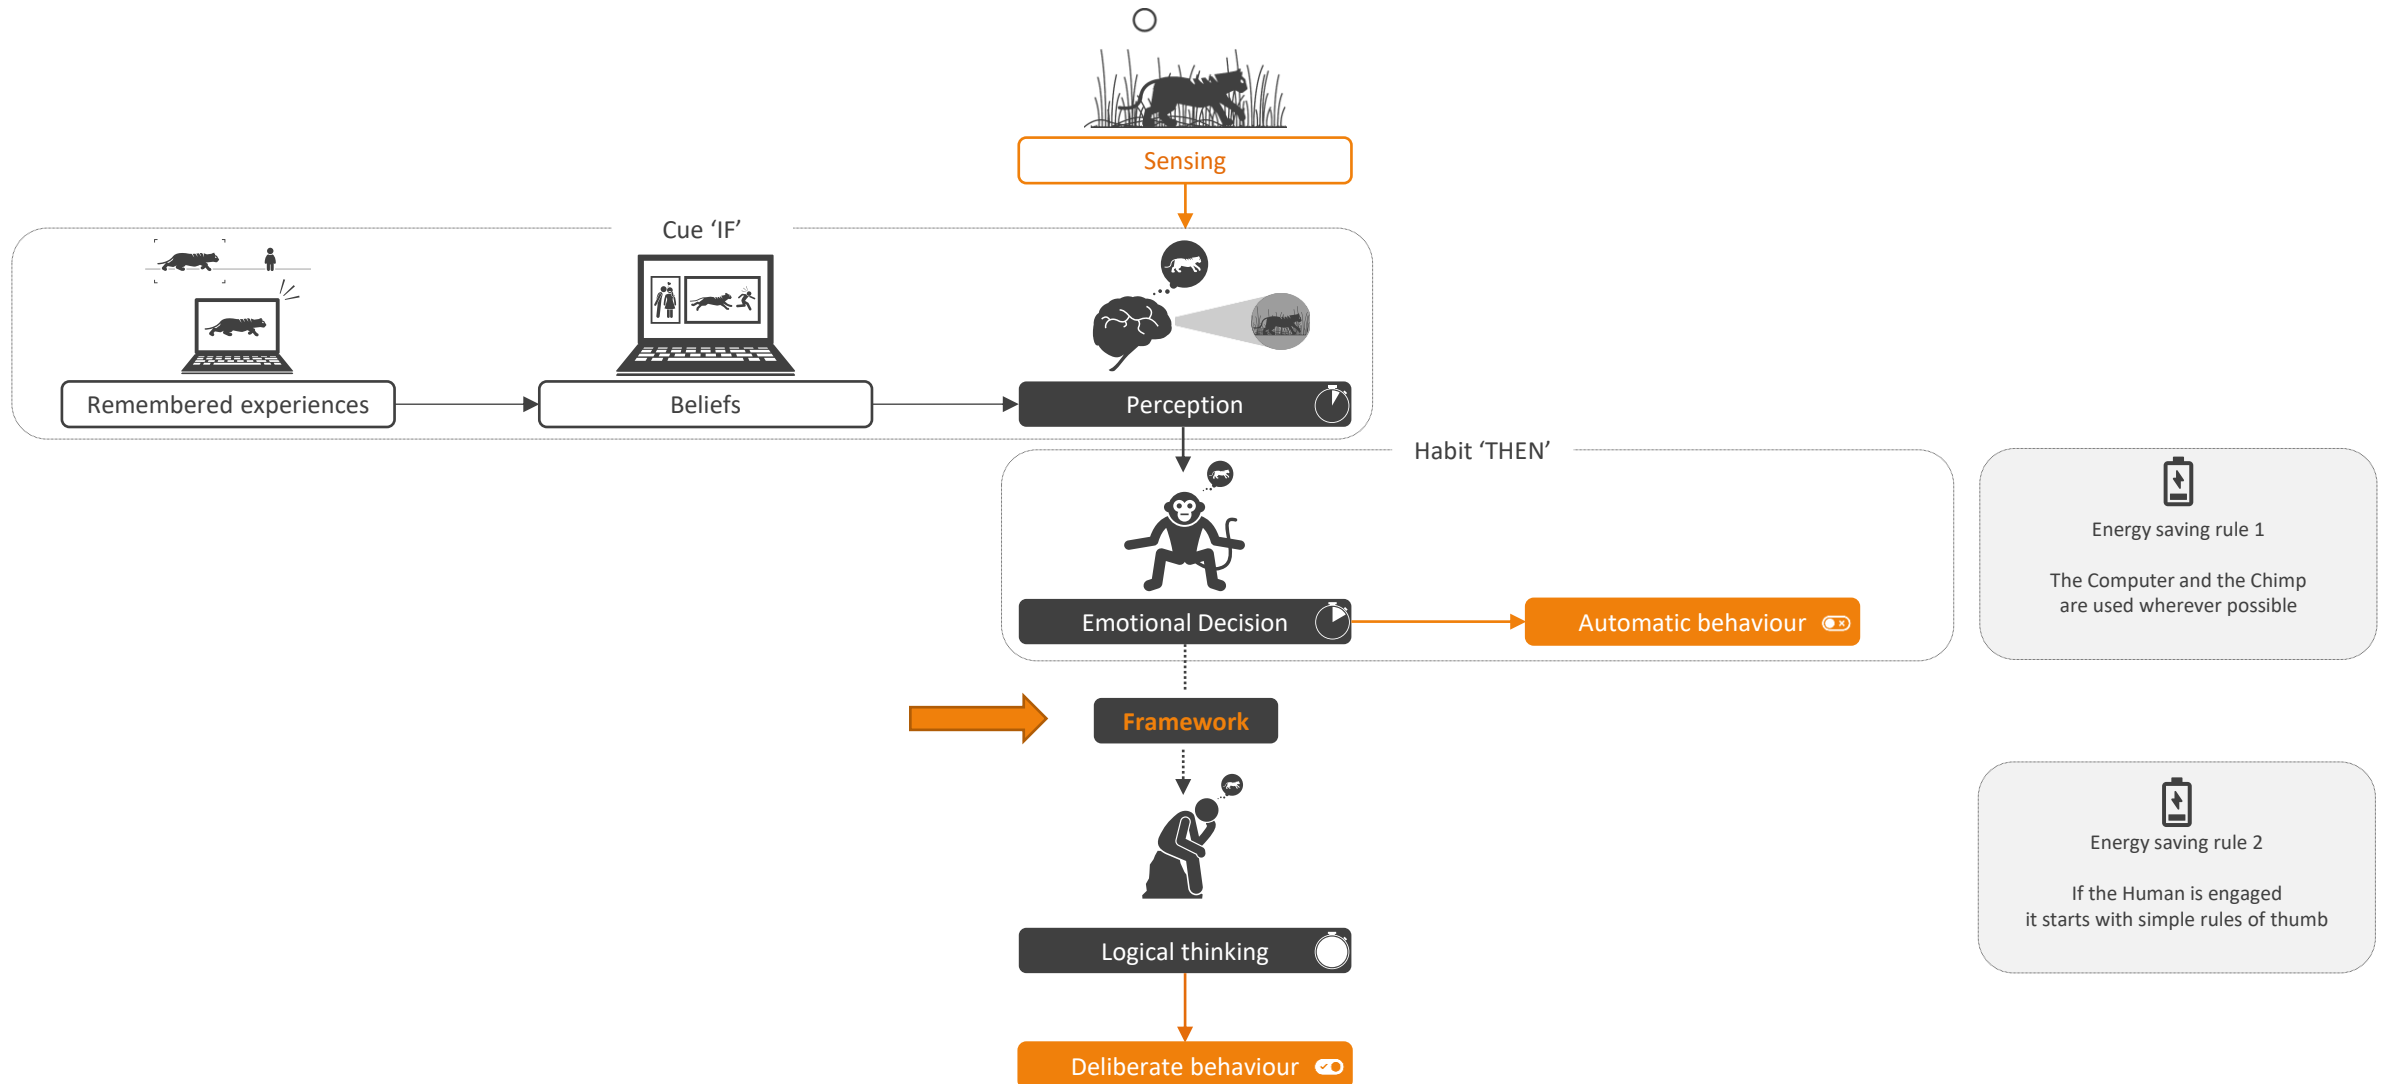 Sensing
Cue ‘IF’
Remembered experiences
Beliefs
Perception
Habit ‘THEN’
Emotional Decision
Automatic behaviour
Energy saving rule 1
The Computer and the Chimp
are used wherever possible
Framework
Energy saving rule 2
If the Human is engaged
it starts with simple rules of thumb
Logical thinking
Deliberate behaviour